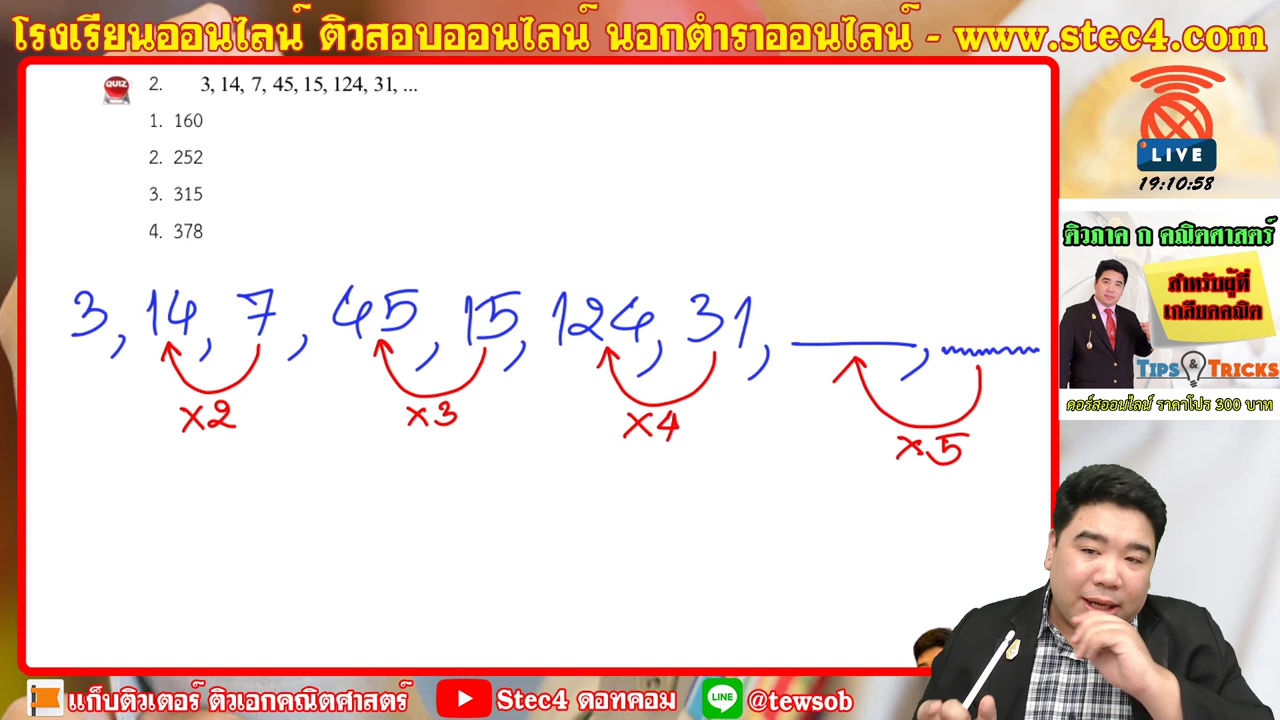 โรงเรียนออนไลน์ ติวสอบออนไลน์ นอกตำราออนไลน์ - www.stec4.com
QUIZ
2. 3, 14, 7, 45, 15, 124, 31, ...
1. 160
2. 252
3. 315
4. 378
3, 14, 7, 45, 15, 124, 31,
×2 ×3 ×4 ×5
LIVE
19:10:58
ติวภาค ก คณิตศาสตร์
สำหรับผู้ที่
เกลียดคณิต
TIPS & TRICKS
คอร์สออนไลน์ ราคาโปร 300 บาท
แก๊บติวเตอร์ ติวเอกคณิตศาสตร์ Stec4 ดอทคอม LINE @tewsob